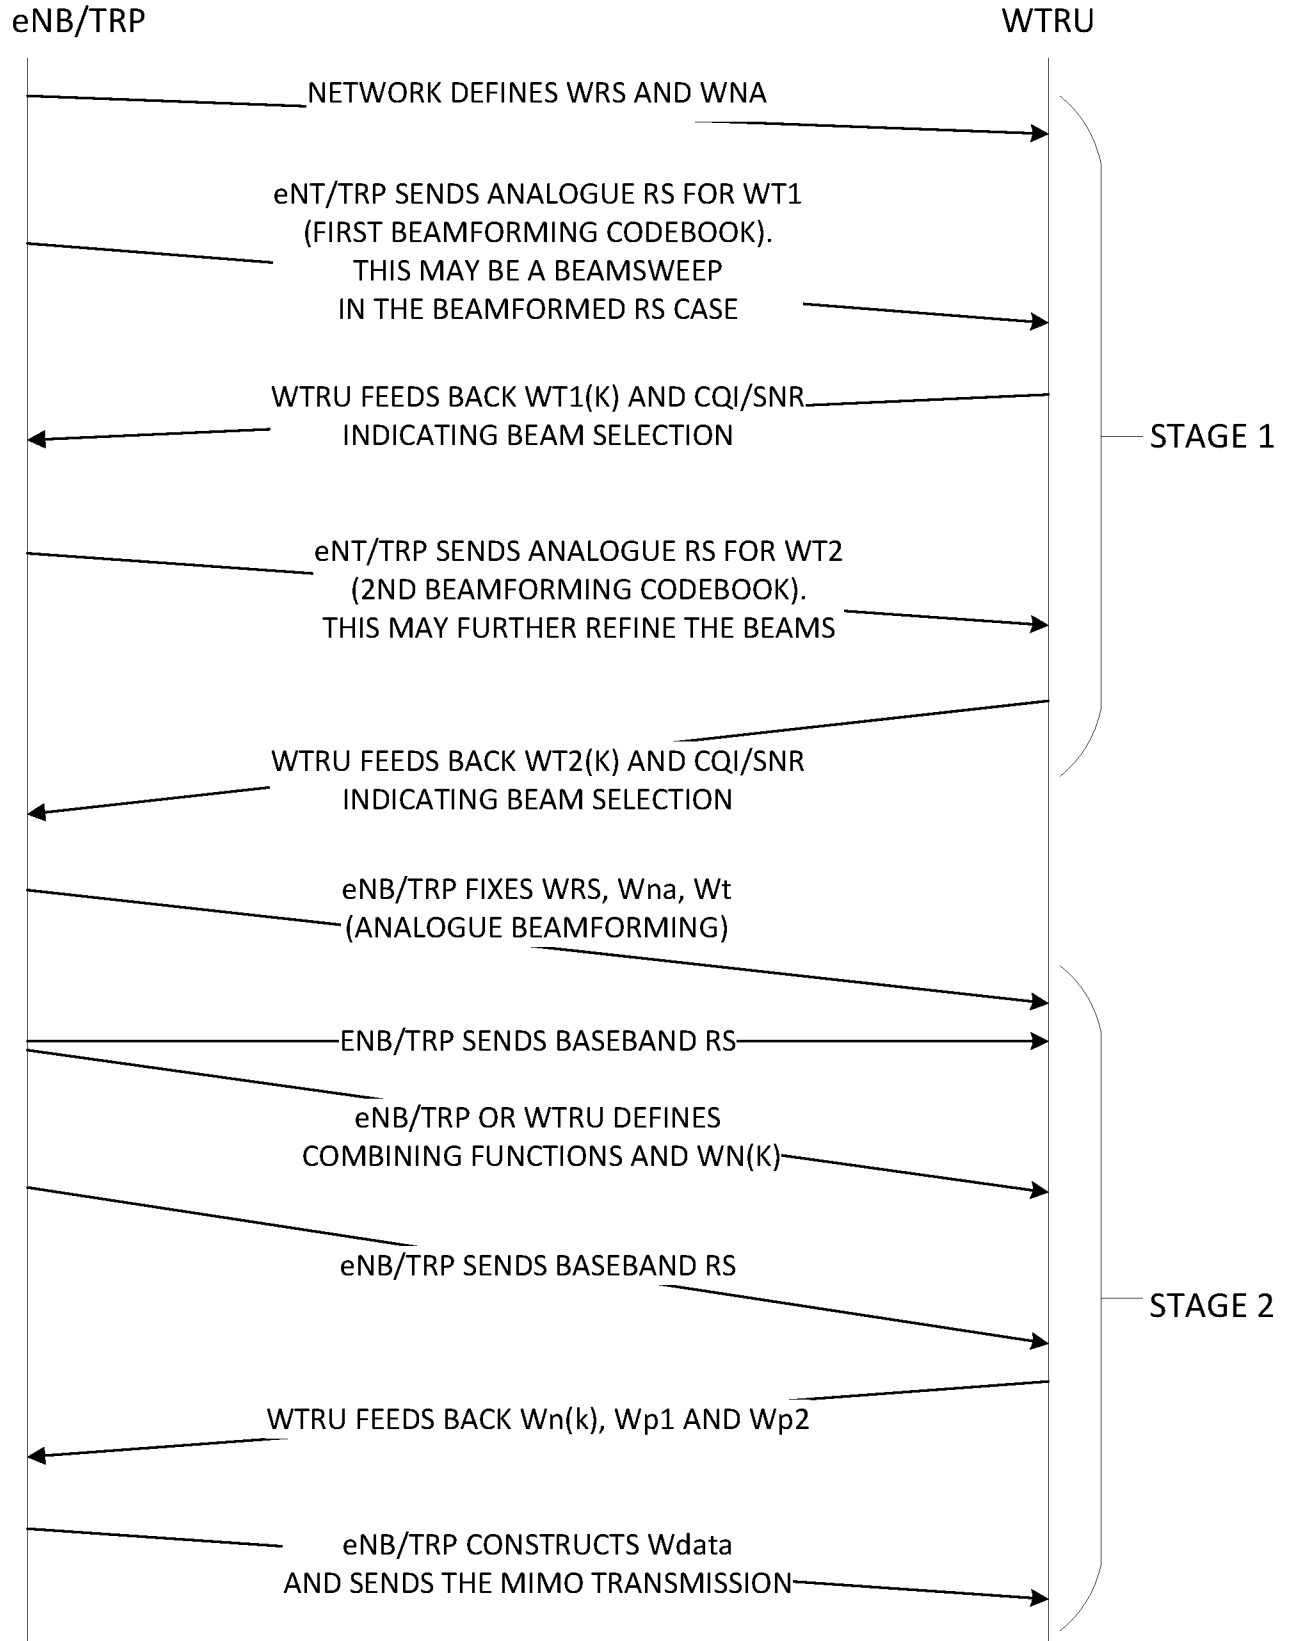 eNB/TRP
WTRU
NETWORK DEFINES WRS AND WNA
eNT/TRP SENDS ANALOGUE RS FOR WT1
(FIRST BEAMFORMING CODEBOOK).
THIS MAY BE A BEAMSWEEP
IN THE BEAMFORMED RS CASE
WTRU FEEDS BACK WT1(K) AND CQI/SNR
INDICATING BEAM SELECTION
STAGE 1
eNT/TRP SENDS ANALOGUE RS FOR WT2
(2ND BEAMFORMING CODEBOOK).
THIS MAY FURTHER REFINE THE BEAMS
WTRU FEEDS BACK WT2(K) AND CQI/SNR
INDICATING BEAM SELECTION
eNB/TRP FIXES WRS, Wna, Wt
(ANALOGUE BEAMFORMING)
ENB/TRP SENDS BASEBAND RS
eNB/TRP OR WTRU DEFINES
COMBINING FUNCTIONS AND WN(K)
eNB/TRP SENDS BASEBAND RS
STAGE 2
WTRU FEEDS BACK Wn(k), Wp1 AND Wp2
eNB/TRP CONSTRUCTS Wdata
AND SENDS THE MIMO TRANSMISSION